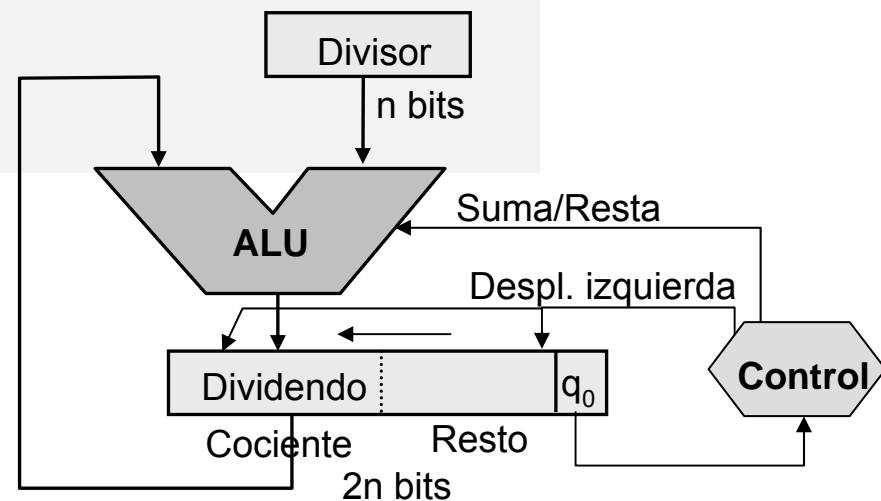 Divisor
n bits
Suma/Resta
ALU
Despl. izquierda
Dividendo
q0
Control
Cociente
Resto
2n bits